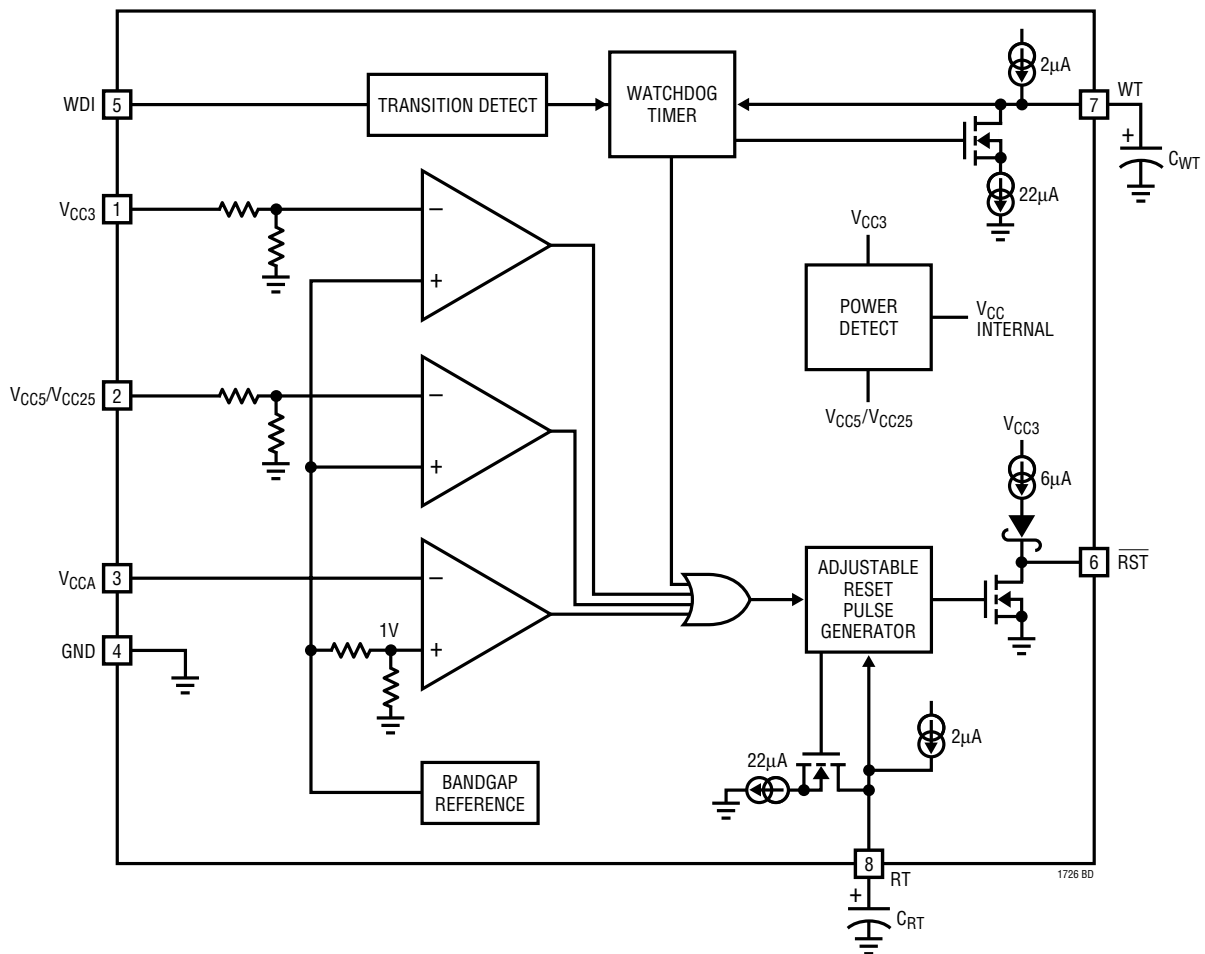 2µA
WDI
5
TRANSITION DETECT
WATCHDOG
TIMER
7
WT
+
C_WT
22µA
V_CC3
1
−
+
V_CC3
POWER
DETECT
V_CC
INTERNAL
V_CC5/V_CC25
V_CC5/V_CC25
2
−
+
V_CC3
6µA
V_CCA
3
−
ADJUSTABLE
RESET
PULSE
GENERATOR
6
RST
GND
4
1V
+
2µA
22µA
BANDGAP
REFERENCE
8
RT
1726 BD
+
C_RT